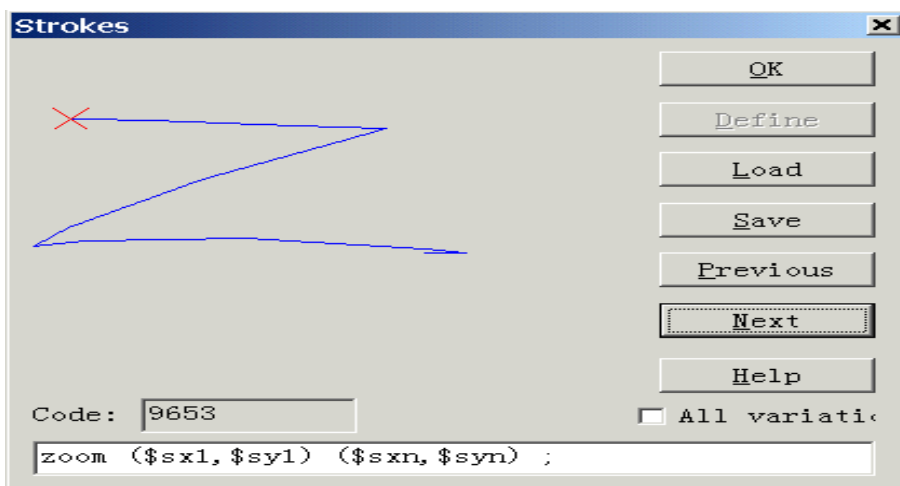 Strokes
OK
Define
Load
Save
Previous
Next
Help
Code: 9653
All variati
zoom ($sx1,$sy1) ($sxn,$syn) ;